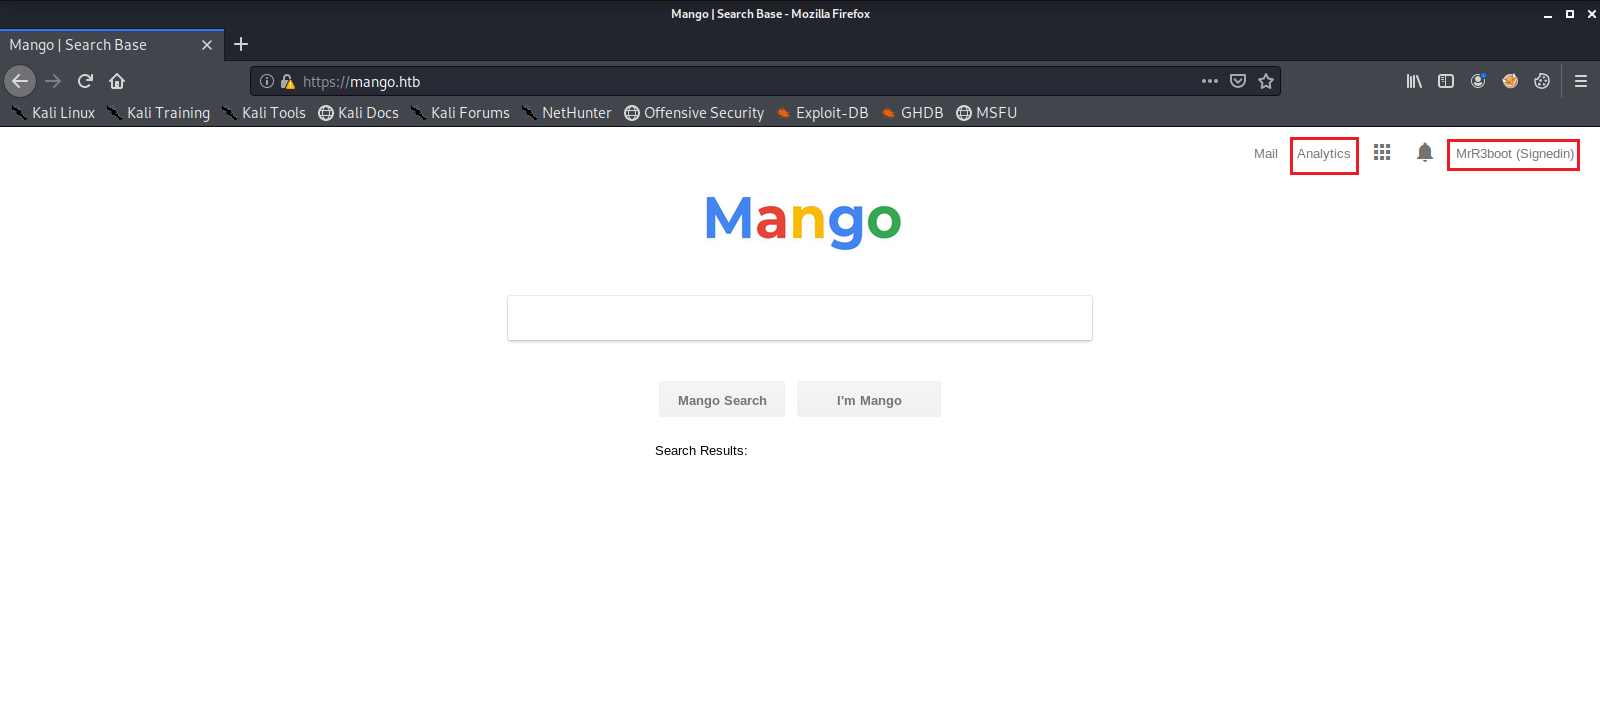 Mango | Search Base - Mozilla Firefox
Mango | Search Base
https://mango.htb
Kali Linux Kali Training Kali Tools Kali Docs Kali Forums NetHunter Offensive Security Exploit-DB GHDB MSFU
Mail Analytics MrR3boot (Signedin)
Mango
Mango Search I'm Mango
Search Results: